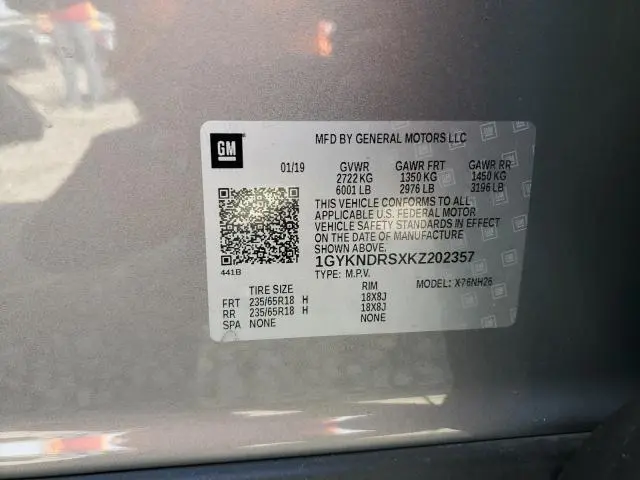 GM
MFD BY GENERAL MOTORS LLC
01/19 GVWR GAWR FRT GAWR RR
2722 KG 1350 KG 1450 KG
6001 LB 2976 LB 3196 LB
THIS VEHICLE CONFORMS TO ALL
APPLICABLE U.S. FEDERAL MOTOR
VEHICLE SAFETY STANDARDS IN EFFECT
ON THE DATE OF MANUFACTURE
SHOWN ABOVE.
1GYKNDRSXKZ202357
441B
TYPE: M.P.V. MODEL: X-76NH26
TIRE SIZE RIM
FRT 235/65R18 H 18X8J
RR 235/65R18 H 18X8J
SPA NONE NONE